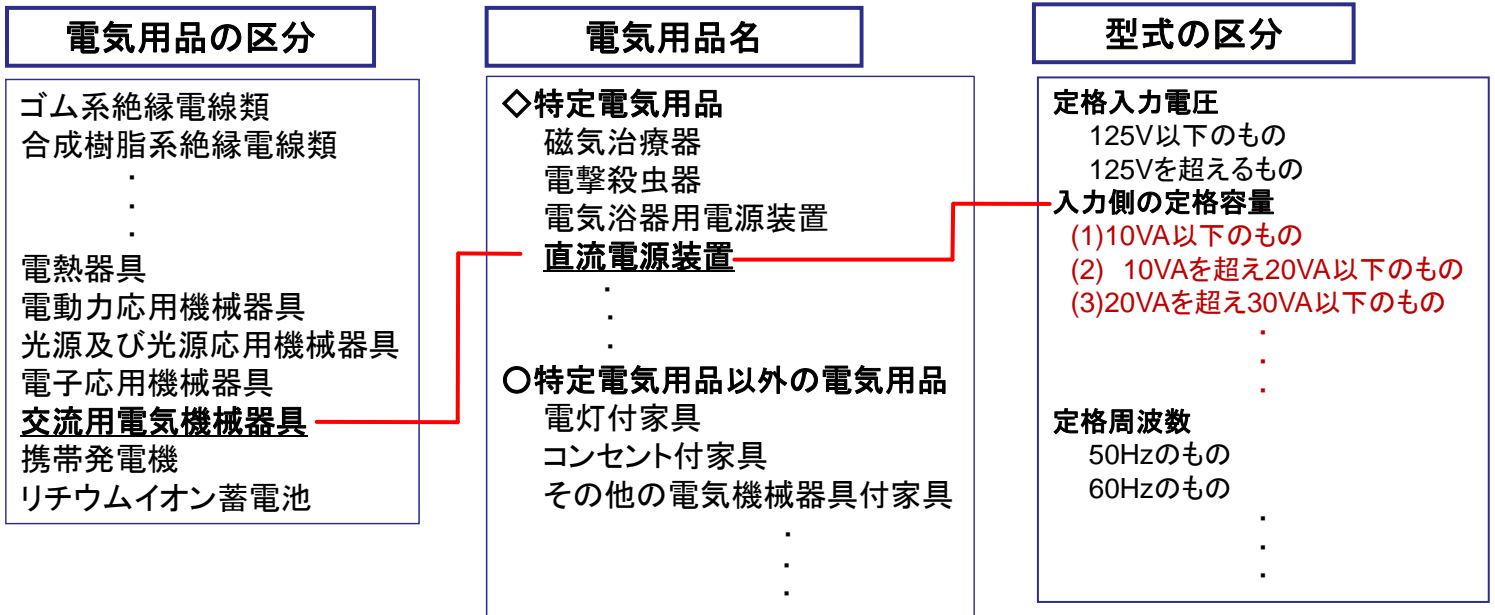 電気用品の区分
ゴム系絶縁電線類
合成樹脂系絶縁電線類
・
・
・
電熱器具
電動力応用機械器具
光源及び光源応用機械器具
電子応用機械器具
交流用電気機械器具
携帯発電機
リチウムイオン蓄電池
電気用品名
◇特定電気用品
磁気治療器
電撃殺虫器
電気浴器用電源装置
直流電源装置
・
・
・
〇特定電気用品以外の電気用品
電灯付家具
コンセント付家具
その他の電気機械器具付家具
・
・
・
型式の区分
定格入力電圧
125V以下のもの
125Vを超えるもの
入力側の定格容量
(1)10VA以下のもの
(2) 10VAを超え20VA以下のもの
(3)20VAを超え30VA以下のもの
・
・
・
定格周波数
50Hzのもの
60Hzのもの
・
・
・